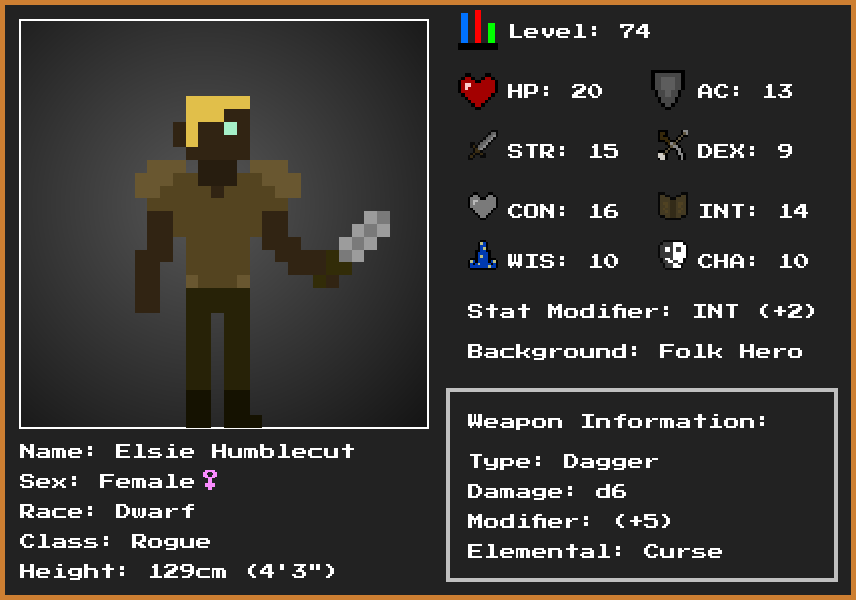 Level: 74
HP: 20
AC: 13
STR: 15
DEX: 9
CON: 16
INT: 14
WIS: 10
CHA: 10
Stat Modifier: INT (+2)
Background: Folk Hero
Name: Elsie Humblecut
Sex: Female♀
Race: Dwarf
Class: Rogue
Height: 129cm (4'3")
Weapon Information:
Type: Dagger
Damage: d6
Modifier: (+5)
Elemental: Curse